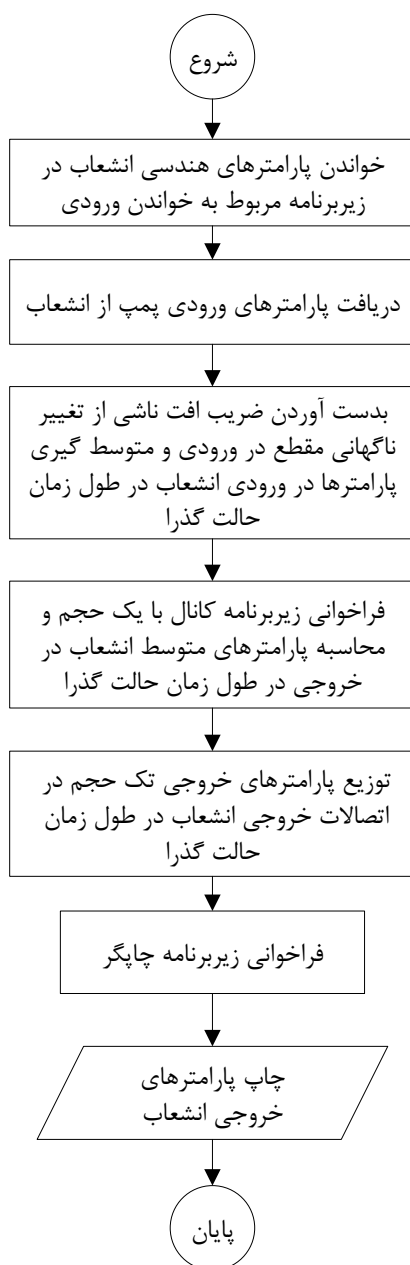 شروع
خواندن پارامترهای هندسی انشعاب در
زیربرنامه مربوط به خواندن ورودی
دریافت پارامترهای ورودی پمپ از انشعاب
بدست آوردن ضریب افت ناشی از تغییر
ناگهانی مقطع در ورودی و متوسط گیری
پارامترها در ورودی انشعاب در طول زمان
حالت گذرا
فراخوانی زیربرنامه کانال با یک حجم و
محاسبه پارامترهای متوسط انشعاب در
خروجی در طول زمان حالت گذرا
توزیع پارامترهای خروجی تک حجم در
اتصالات خروجی انشعاب در طول زمان
حالت گذرا
فراخوانی زیربرنامه چاپگر
چاپ پارامترهای
خروجی انشعاب
پایان